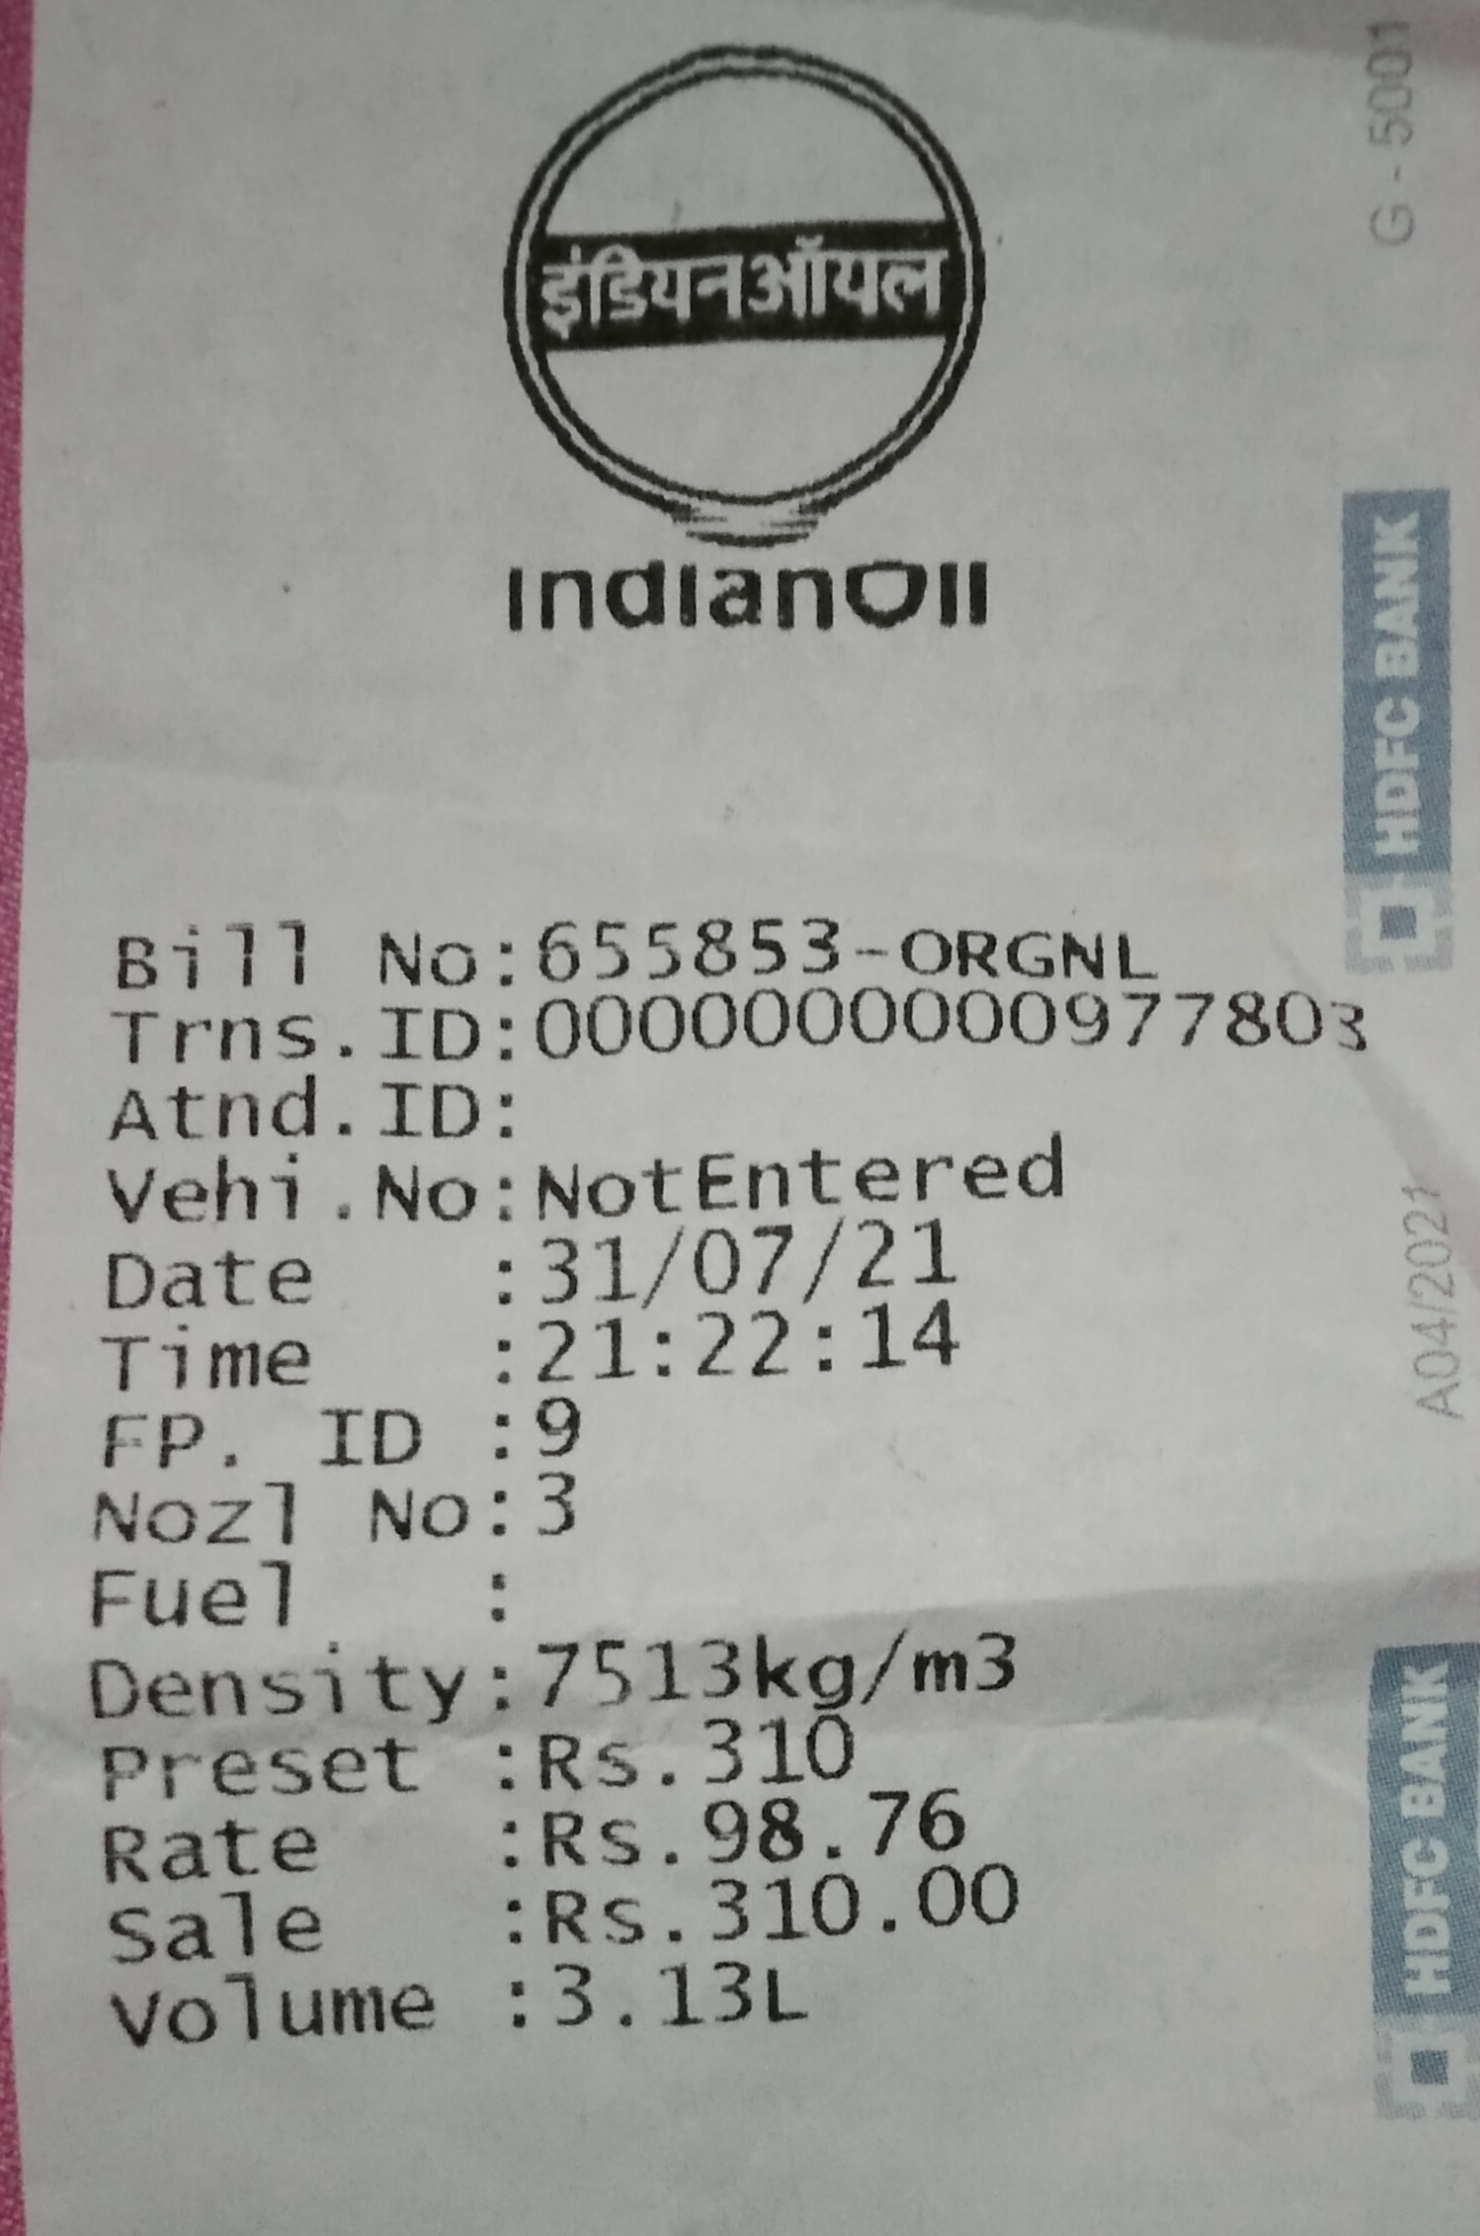 इंडियनऑयल
IndianOil
Bill No:655853-ORGNL
Trns.ID:0000000000977803
Atnd.ID:
Vehi.No:NotEntered
Date :31/07/21
Time :21:22:14
FP. ID :9
Nozl No:3
Fuel :
Density:7513kg/m3
Preset :Rs.310
Rate :Rs.98.76
Sale :Rs.310.00
Volume :3.13L
G - 5001
HDFC BANK
A04/2021
HDFC BANK